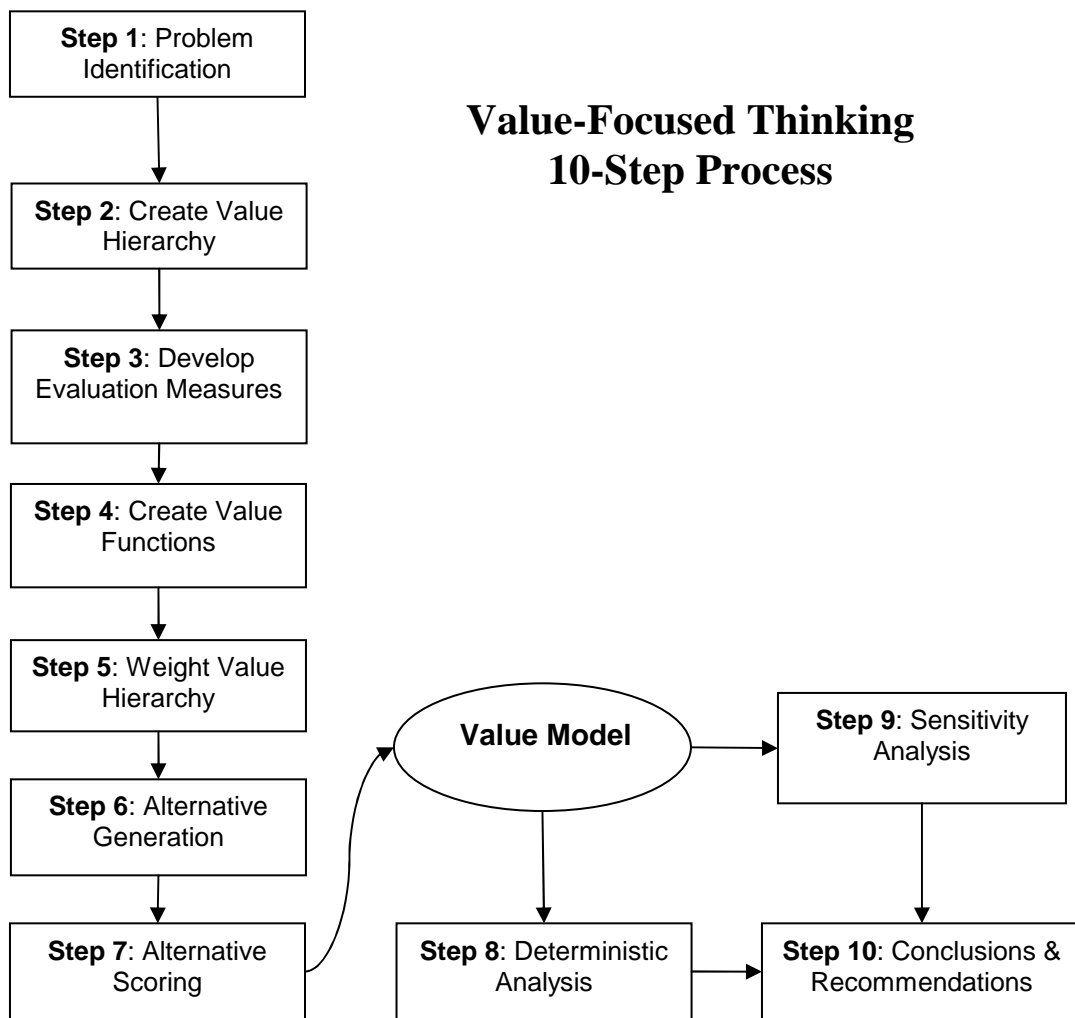 Step 1: Problem
Identification
Value-Focused Thinking
10-Step Process
Step 2: Create Value
Hierarchy
Step 3: Develop
Evaluation Measures
Step 4: Create Value
Functions
Step 5: Weight Value
Hierarchy
Value Model
Step 9: Sensitivity
Analysis
Step 6: Alternative
Generation
Step 7: Alternative
Scoring
Step 8: Deterministic
Analysis
Step 10: Conclusions &
Recommendations